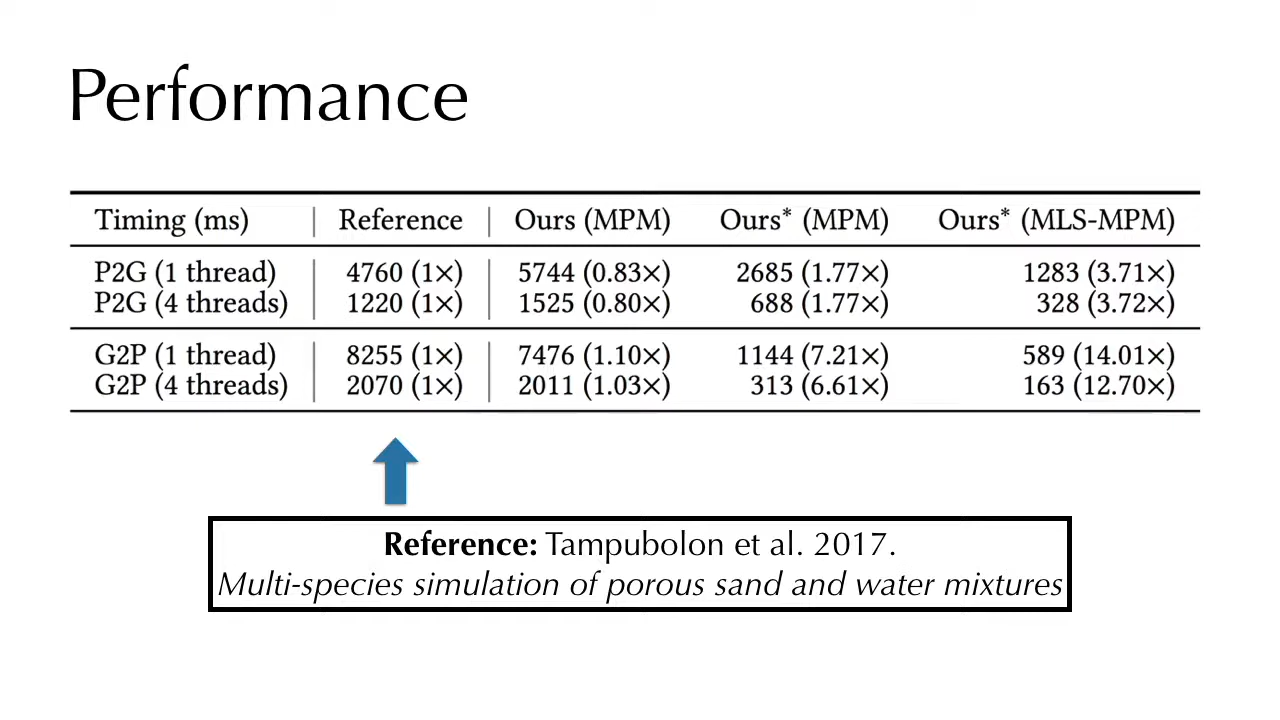 Performance
Timing (ms) Reference Ours (MPM) Ours* (MPM) Ours* (MLS-MPM)
P2G (1 thread) 4760 (1×) 5744 (0.83×) 2685 (1.77×) 1283 (3.71×)
P2G (4 threads) 1220 (1×) 1525 (0.80×) 688 (1.77×) 328 (3.72×)
G2P (1 thread) 8255 (1×) 7476 (1.10×) 1144 (7.21×) 589 (14.01×)
G2P (4 threads) 2070 (1×) 2011 (1.03×) 313 (6.61×) 163 (12.70×)
Reference: Tampubolon et al. 2017.
Multi-species simulation of porous sand and water mixtures